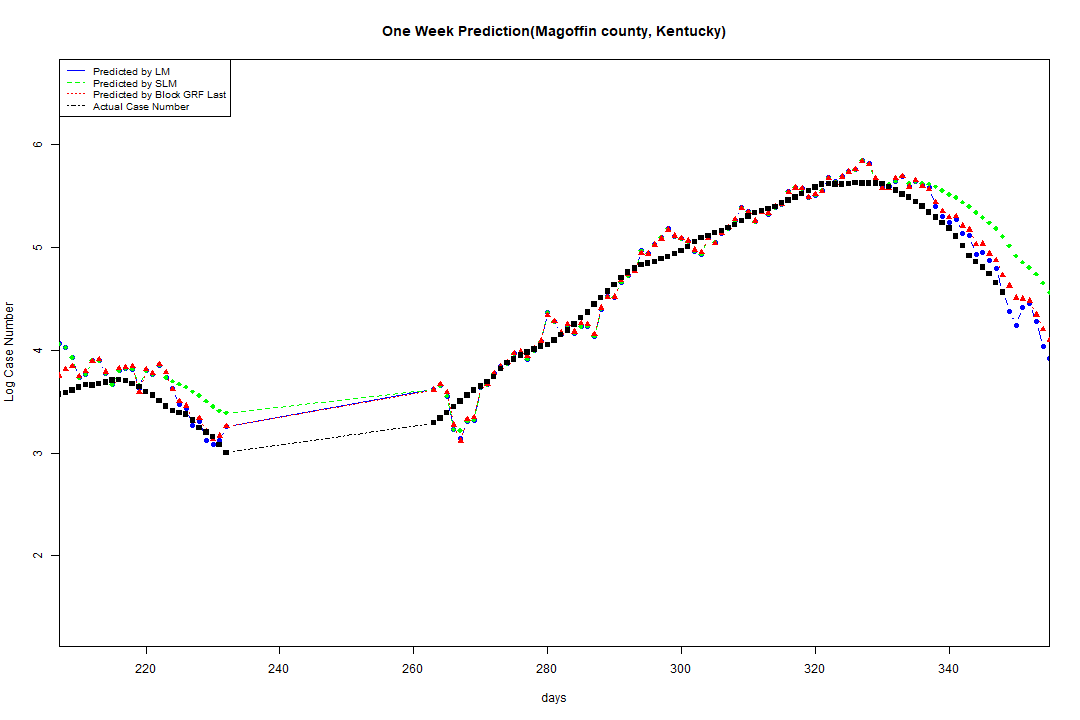 One Week Prediction(Magoffin county, Kentucky)
Predicted by LM
Predicted by SLM
Predicted by Block GRF Last
Actual Case Number
6
5
4
3
2
Log Case Number
220 240 260 280 300 320 340
days